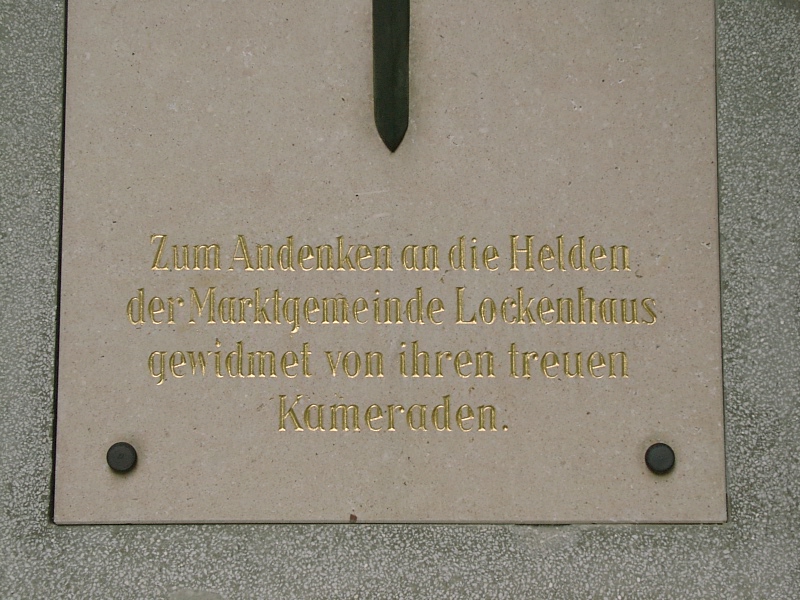 Zum Andenken an die Helden
der Marktgemeinde Lockenhaus
gewidmet von ihren treuen
Kameraden.